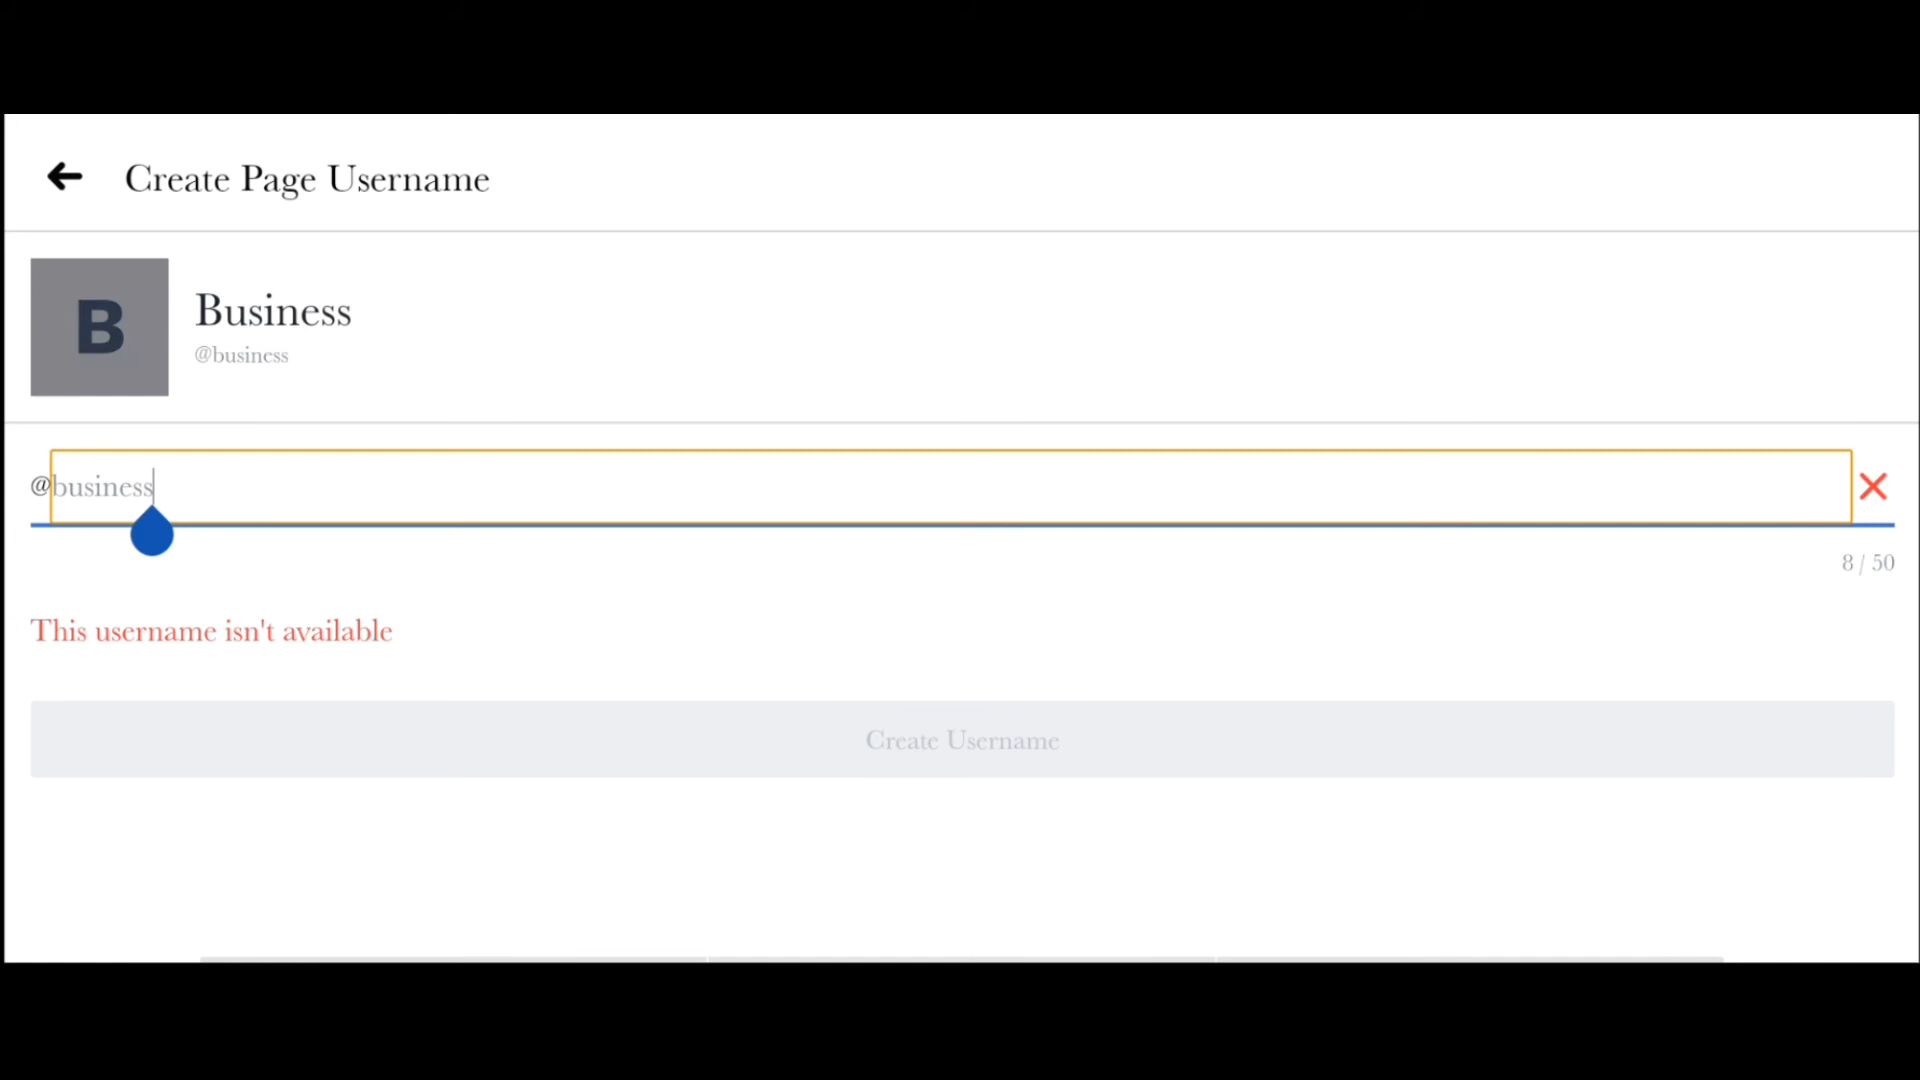 Create Page Username
B
Business
@business
@business
8 / 50
This username isn't available
Create Username